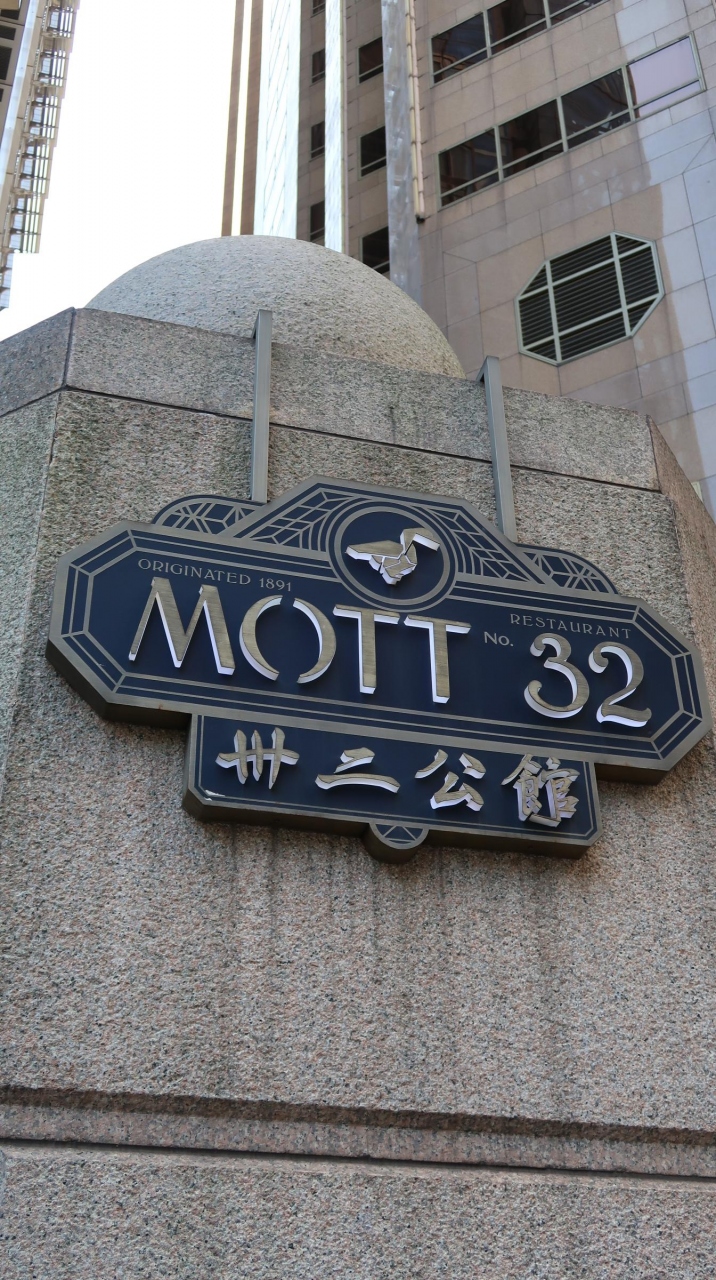 ORIGINATED 1891
MOTT No. 32
RESTAURANT
卅二公館